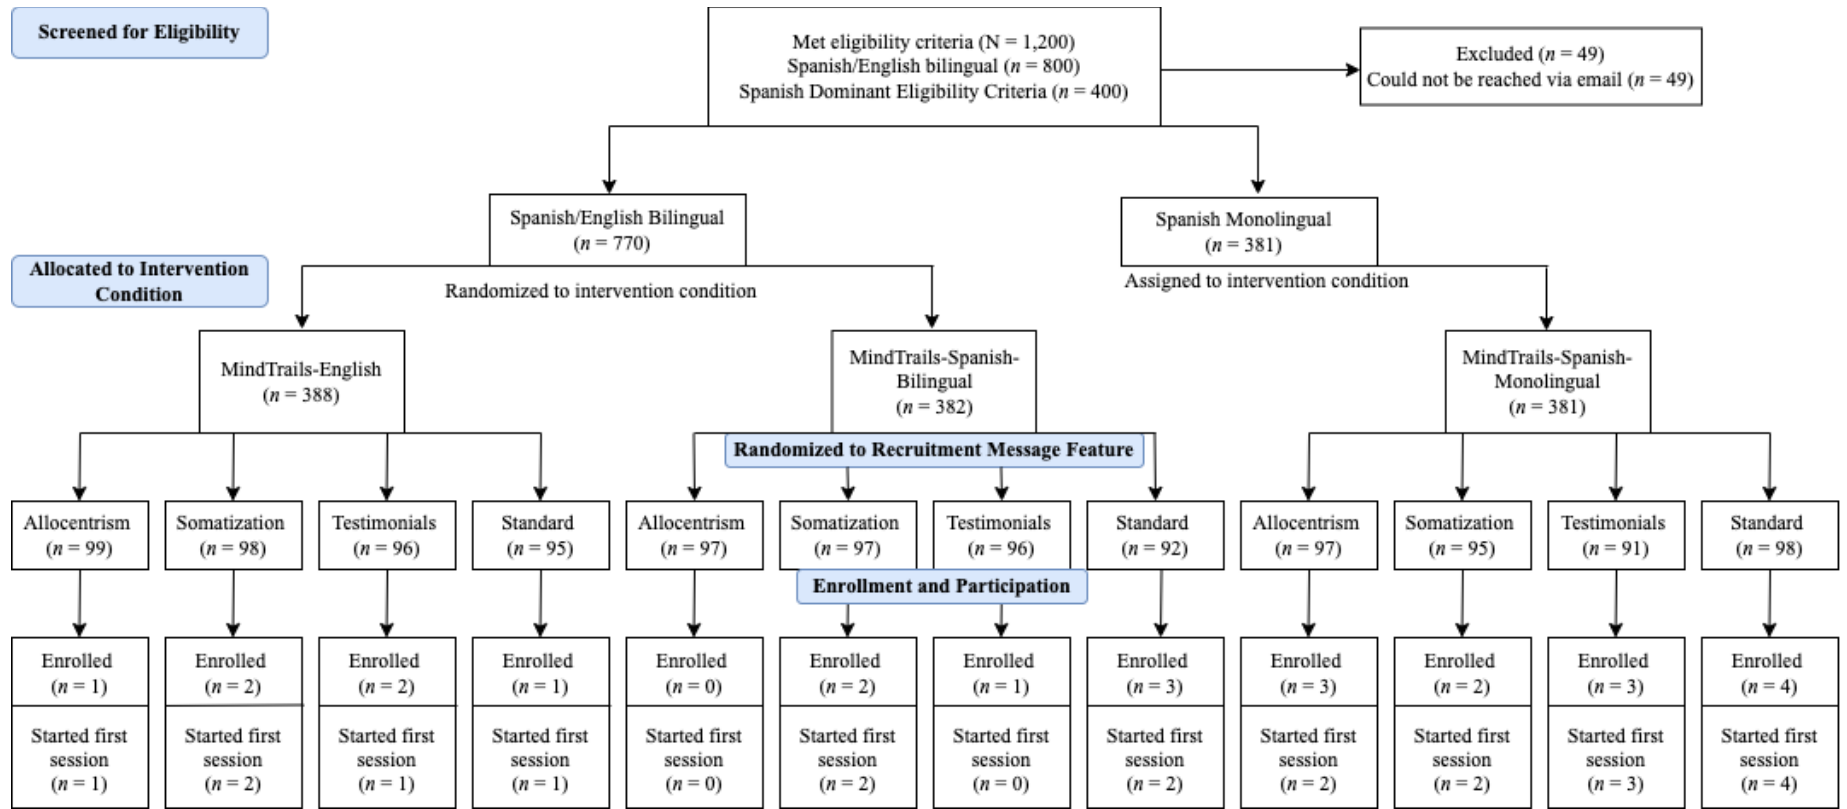 Screened for Eligibility
Met eligibility criteria (N = 1,200)
Spanish/English bilingual (n = 800)
Spanish Dominant Eligibility Criteria (n = 400)
Excluded (n = 49)
Could not be reached via email (n = 49)
Spanish/English Bilingual
(n = 770)
Spanish Monolingual
(n = 381)
Allocated to Intervention
Condition
Randomized to intervention condition
Assigned to intervention condition
MindTrails-English
(n = 388)
MindTrails-Spanish-
Bilingual
(n = 382)
MindTrails-Spanish-
Monolingual
(n = 381)
Randomized to Recruitment Message Feature
Allocentrism
(n = 99)
Somatization
(n = 98)
Testimonials
(n = 96)
Standard
(n = 95)
Allocentrism
(n = 97)
Somatization
(n = 97)
Testimonials
(n = 96)
Standard
(n = 92)
Allocentrism
(n = 97)
Somatization
(n = 95)
Testimonials
(n = 91)
Standard
(n = 98)
Enrollment and Participation
Enrolled
(n = 1)
Enrolled
(n = 2)
Enrolled
(n = 2)
Enrolled
(n = 1)
Enrolled
(n = 0)
Enrolled
(n = 2)
Enrolled
(n = 1)
Enrolled
(n = 3)
Enrolled
(n = 3)
Enrolled
(n = 2)
Enrolled
(n = 3)
Enrolled
(n = 4)
Started first
session
(n = 1)
Started first
session
(n = 2)
Started first
session
(n = 1)
Started first
session
(n = 1)
Started first
session
(n = 0)
Started first
session
(n = 2)
Started first
session
(n = 0)
Started first
session
(n = 2)
Started first
session
(n = 2)
Started first
session
(n = 2)
Started first
session
(n = 3)
Started first
session
(n = 4)